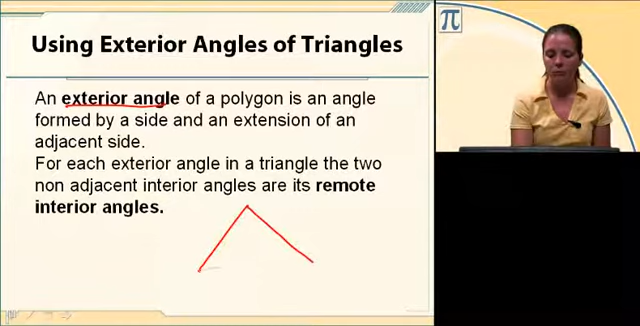 Using Exterior Angles of Triangles
An exterior angle of a polygon is an angle
formed by a side and an extension of an
adjacent side.
For each exterior angle in a triangle the two
non adjacent interior angles are its remote
interior angles.
π